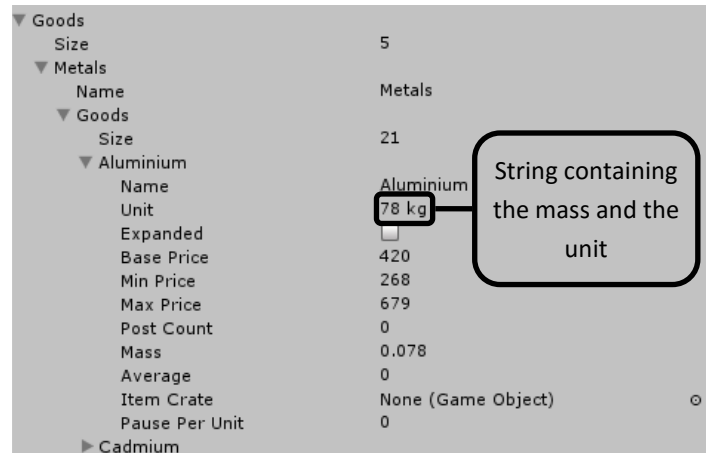 Goods
Size 5
Metals
Name Metals
Goods
Size 21
Aluminium
Name Aluminium
Unit 78 kg
Expanded
Base Price 420
Min Price 268
Max Price 679
Post Count 0
Mass 0.078
Average 0
Item Crate None (Game Object)
Pause Per Unit 0
Cadmium
String containing
the mass and the
unit